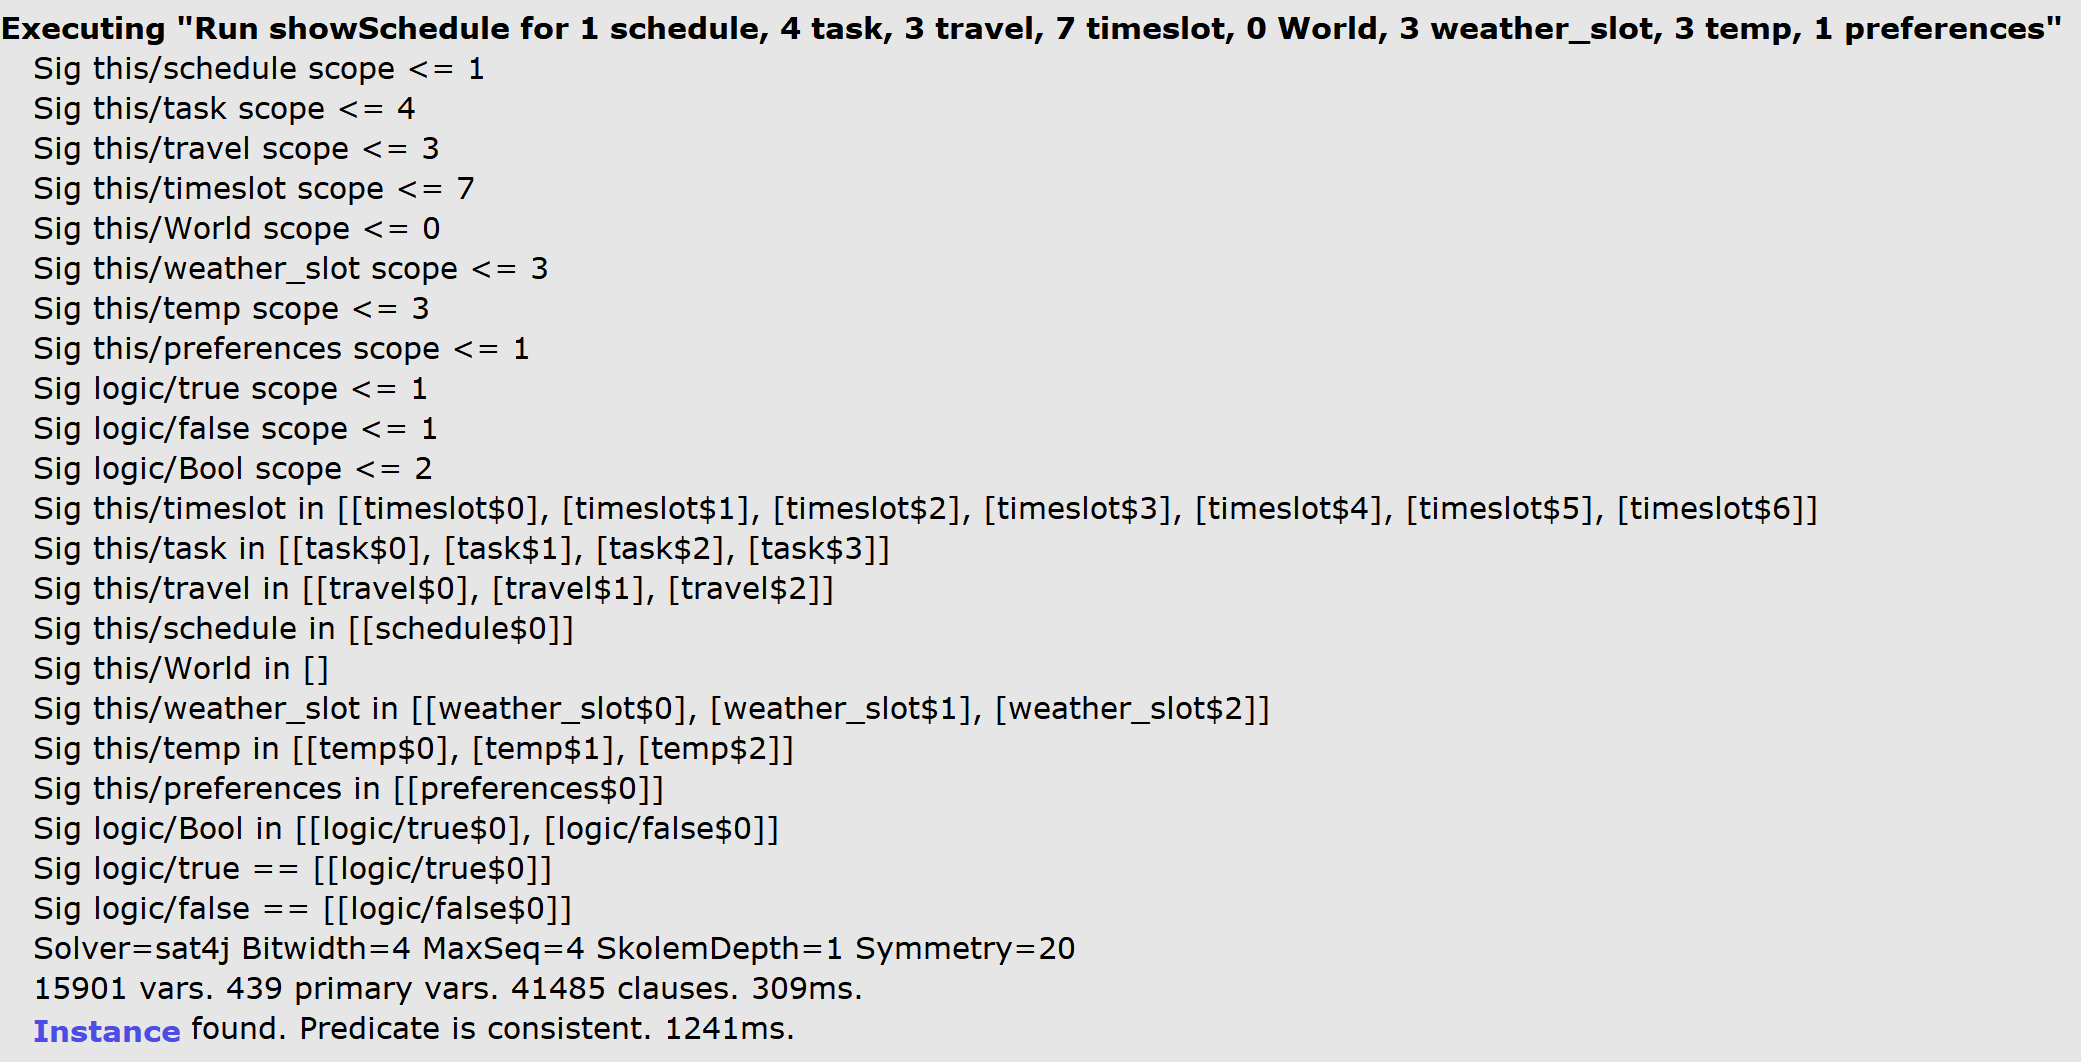 Executing "Run showSchedule for 1 schedule, 4 task, 3 travel, 7 timeslot, 0 World, 3 weather_slot, 3 temp, 1 preferences"
Sig this/schedule scope <= 1
Sig this/task scope <= 4
Sig this/travel scope <= 3
Sig this/timeslot scope <= 7
Sig this/World scope <= 0
Sig this/weather_slot scope <= 3
Sig this/temp scope <= 3
Sig this/preferences scope <= 1
Sig logic/true scope <= 1
Sig logic/false scope <= 1
Sig logic/Bool scope <= 2
Sig this/timeslot in [[timeslot$0], [timeslot$1], [timeslot$2], [timeslot$3], [timeslot$4], [timeslot$5], [timeslot$6]]
Sig this/task in [[task$0], [task$1], [task$2], [task$3]]
Sig this/travel in [[travel$0], [travel$1], [travel$2]]
Sig this/schedule in [[schedule$0]]
Sig this/World in []
Sig this/weather_slot in [[weather_slot$0], [weather_slot$1], [weather_slot$2]]
Sig this/temp in [[temp$0], [temp$1], [temp$2]]
Sig this/preferences in [[preferences$0]]
Sig logic/Bool in [[logic/true$0], [logic/false$0]]
Sig logic/true == [[logic/true$0]]
Sig logic/false == [[logic/false$0]]
Solver=sat4j Bitwidth=4 MaxSeq=4 SkolemDepth=1 Symmetry=20
15901 vars. 439 primary vars. 41485 clauses. 309ms.
Instance found. Predicate is consistent. 1241ms.